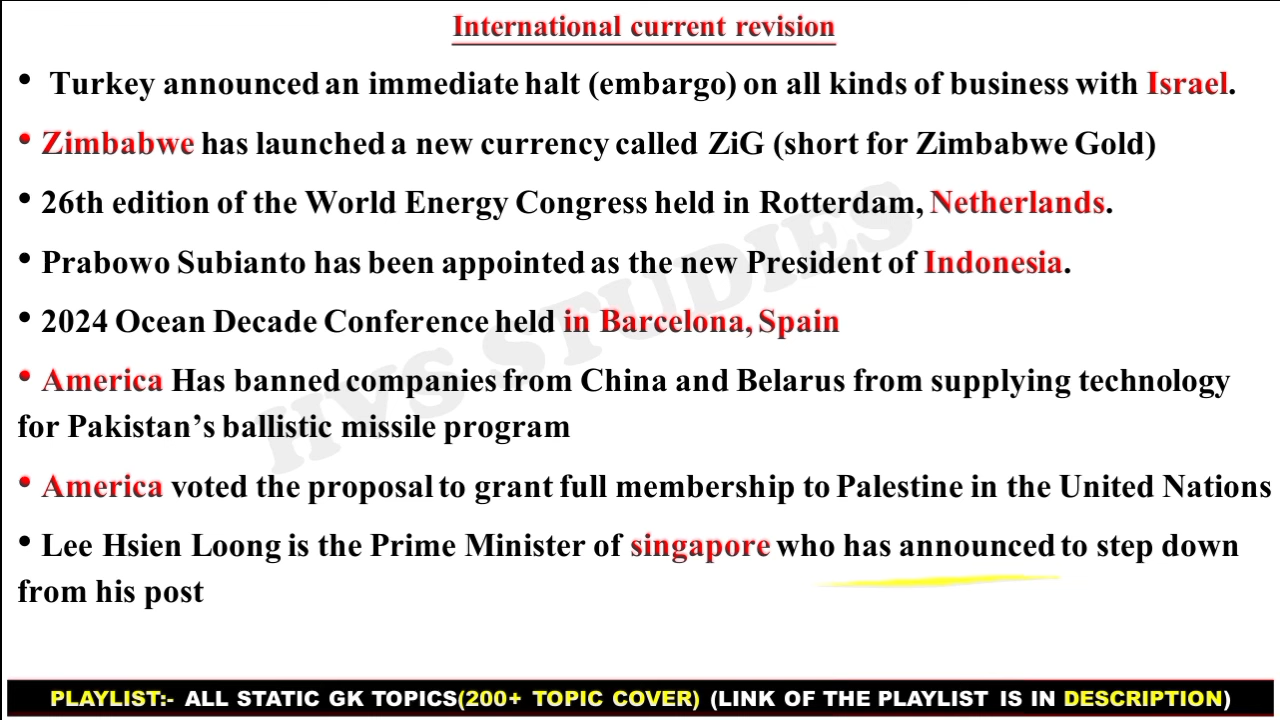 International current revision
• Turkey announced an immediate halt (embargo) on all kinds of business with Israel.
• Zimbabwe has launched a new currency called ZiG (short for Zimbabwe Gold)
• 26th edition of the World Energy Congress held in Rotterdam, Netherlands.
• Prabowo Subianto has been appointed as the new President of Indonesia.
• 2024 Ocean Decade Conference held in Barcelona, Spain
• America Has banned companies from China and Belarus from supplying technology
for Pakistan’s ballistic missile program
• America voted the proposal to grant full membership to Palestine in the United Nations
• Lee Hsien Loong is the Prime Minister of singapore who has announced to step down
from his post
HVS STUDIES
PLAYLIST:- ALL STATIC GK TOPICS(200+ TOPIC COVER) (LINK OF THE PLAYLIST IS IN DESCRIPTION)